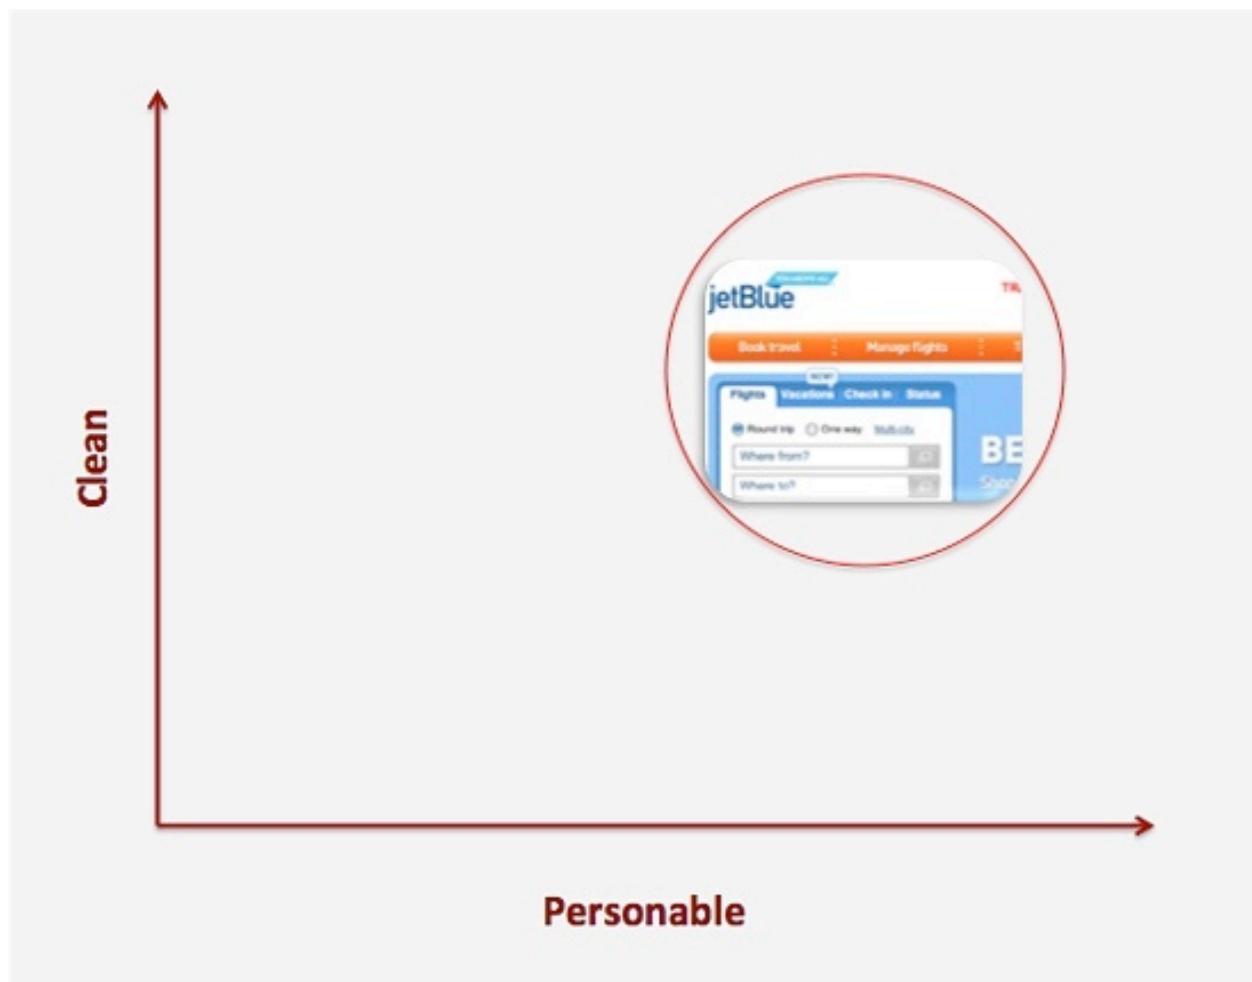 jetBlue
Book travel Manage flights
NEW!
Flights Vacations Check in Status
Round trip One way Multi-city
BE
Where from?
Where to?
Clean
Personable